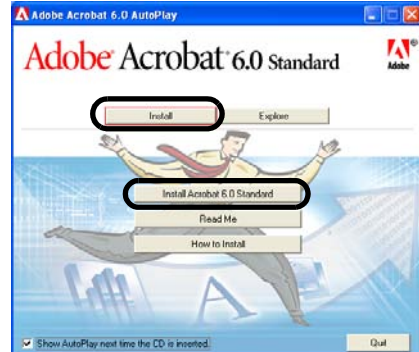 Adobe Acrobat 6.0 AutoPlay
Adobe® Acrobat® 6.0 Standard
Adobe
Install Explore
Install Acrobat 6.0 Standard
Read Me
How to Install
Show AutoPlay next time the CD is inserted.
Quit